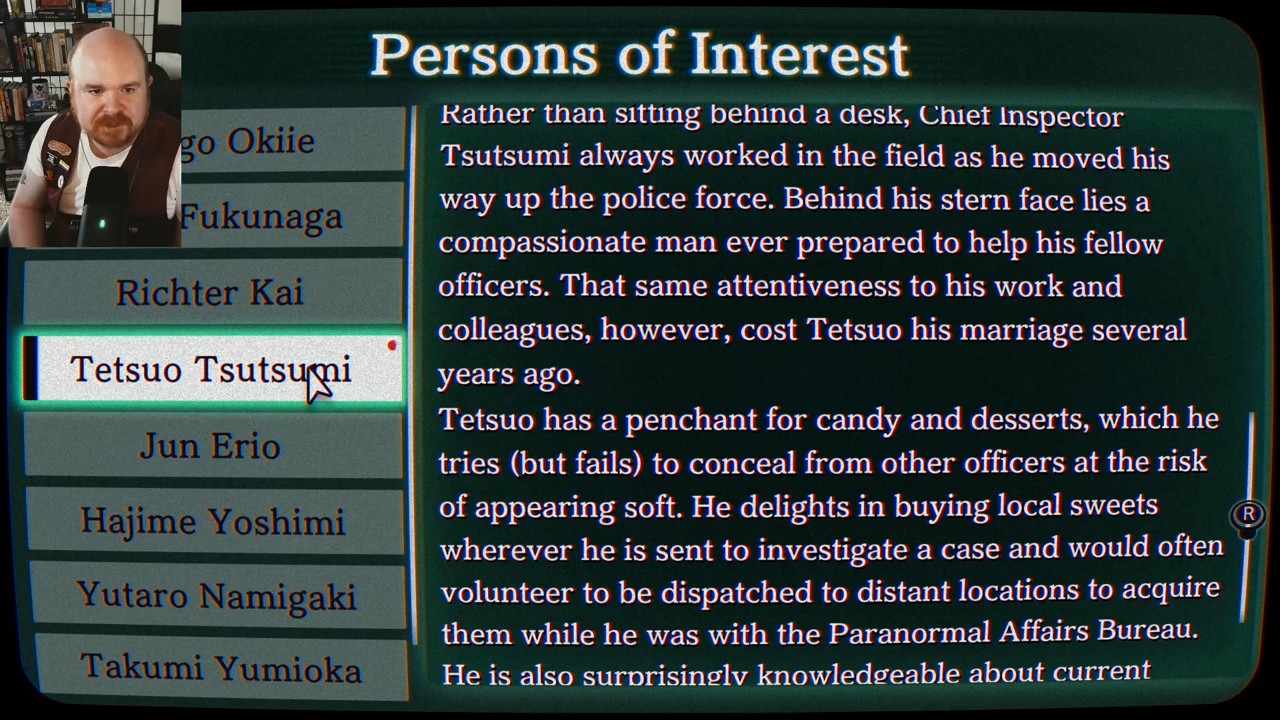 Persons of Interest
go Okiie
Fukunaga
Richter Kai
Tetsuo Tsutsumi
Jun Erio
Hajime Yoshimi
Yutaro Namigaki
Takumi Yumioka
Rather than sitting behind a desk, Chief Inspector
Tsutsumi always worked in the field as he moved his
way up the police force. Behind his stern face lies a
compassionate man ever prepared to help his fellow
officers. That same attentiveness to his work and
colleagues, however, cost Tetsuo his marriage several
years ago.
Tetsuo has a penchant for candy and desserts, which he
tries (but fails) to conceal from other officers at the risk
of appearing soft. He delights in buying local sweets
wherever he is sent to investigate a case and would often
volunteer to be dispatched to distant locations to acquire
them while he was with the Paranormal Affairs Bureau.
He is also surprisingly knowledgeable about current
R